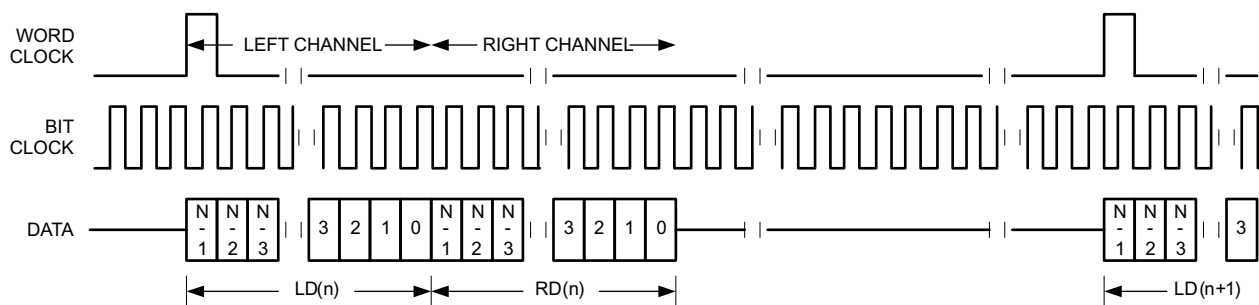 WORD
CLOCK
LEFT CHANNEL
RIGHT CHANNEL
BIT
CLOCK
DATA
N-1 N-2 N-3 3 2 1 0 N-1 N-2 N-3 3 2 1 0 N-1 N-2 N-3 3
LD(n)
RD(n)
LD(n+1)